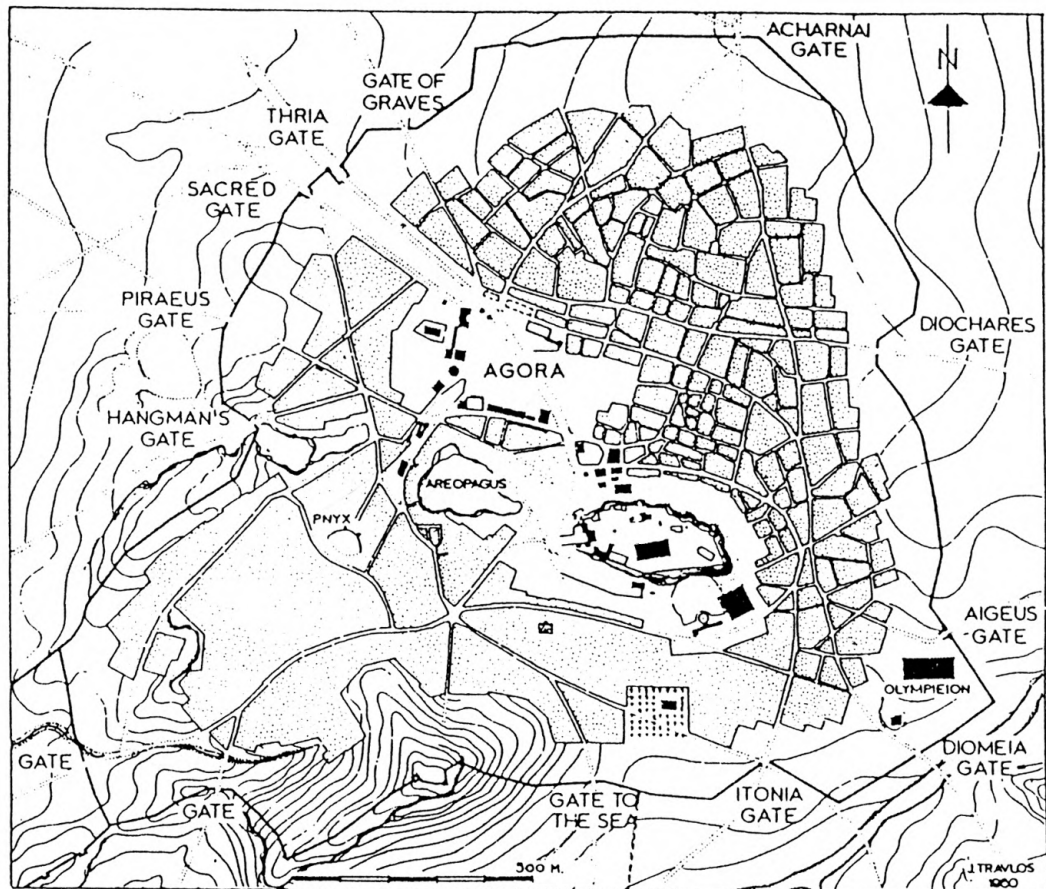 ACHARNAI
GATE
N
GATE OF
GRAVES
THRIA
GATE
SACRED
GATE
PIRAEUS
GATE
DIOCHARES
GATE
AGORA
HANGMAN'S
GATE
AREOPAGUS
PNYX
AIGEUS
GATE
OLYMPIEION
DIOMEIA
GATE
GATE
GATE
GATE TO
THE SEA
ITONIA
GATE
500 M.
J.TRAVLOS
1960